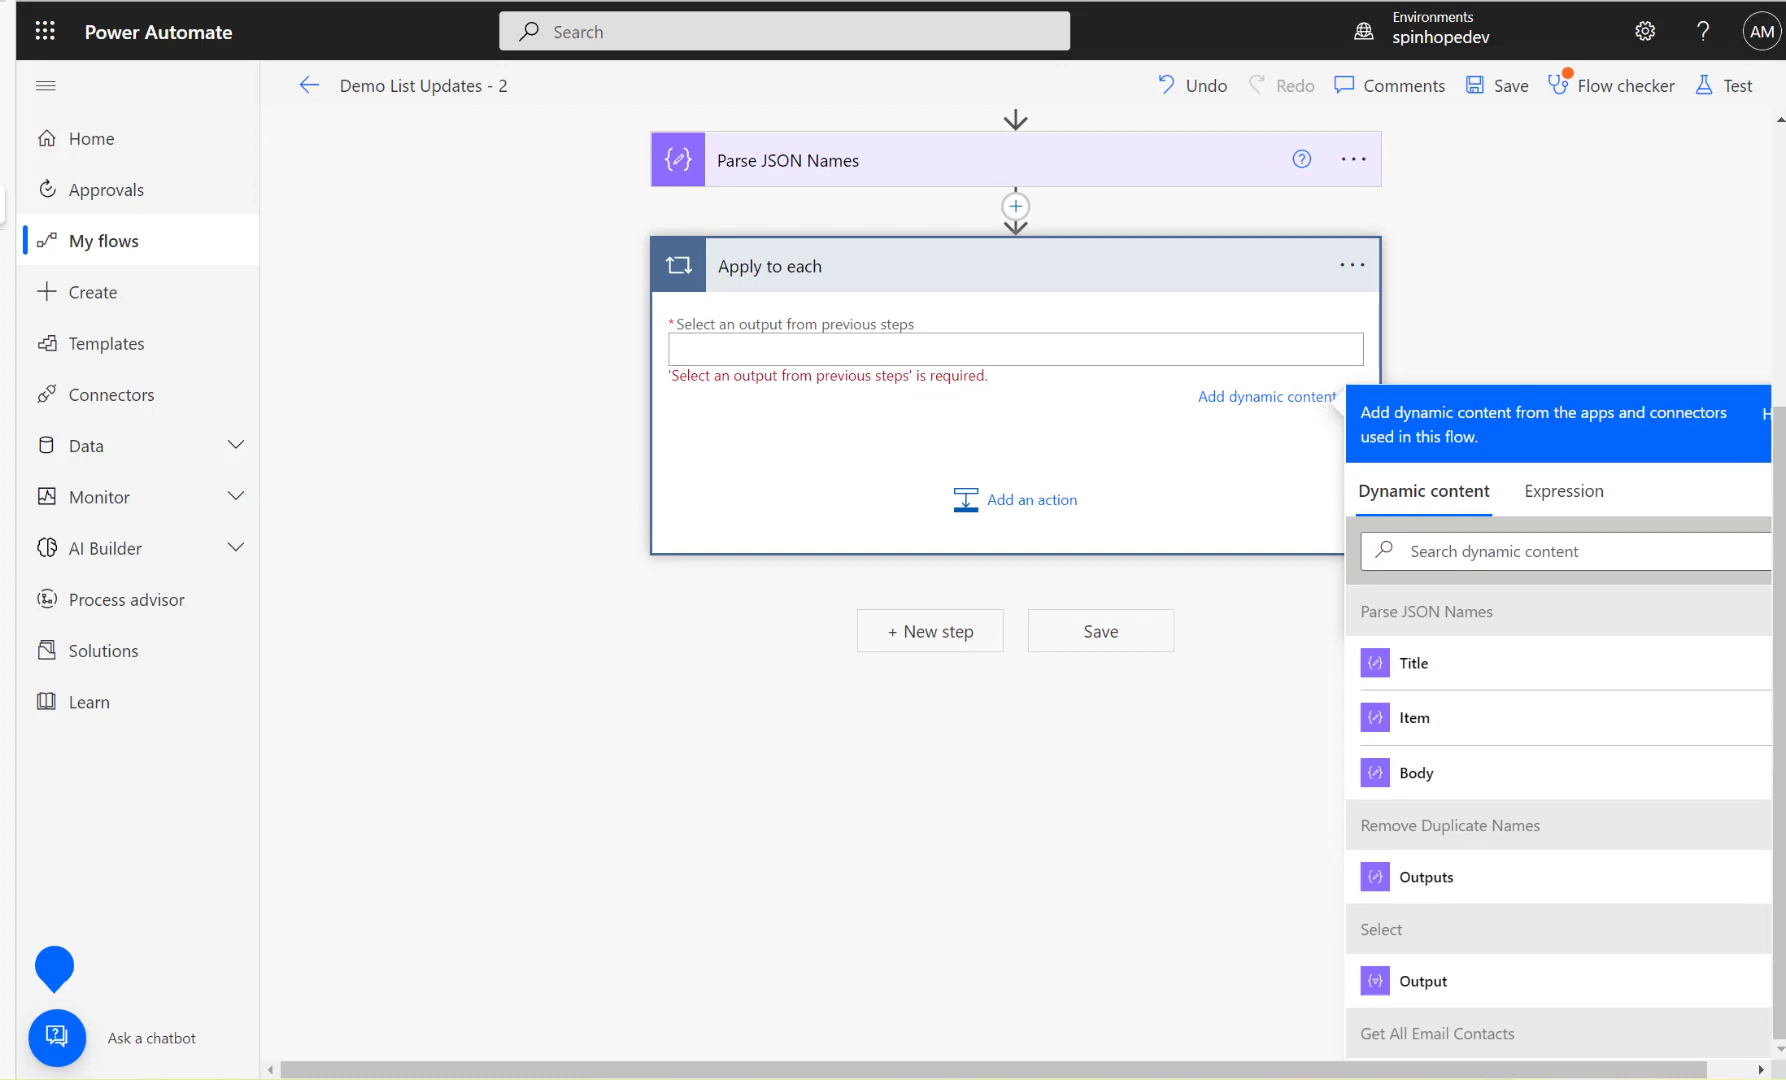 Power Automate
Search
Environments
spinhopedev
?
AM
Demo List Updates - 2
Undo
Redo
Comments
Save
Flow checker
Test
Home
Approvals
My flows
Create
Templates
Connectors
Data
Monitor
AI Builder
Process advisor
Solutions
Learn
Ask a chatbot
Parse JSON Names
Apply to each
* Select an output from previous steps
'Select an output from previous steps' is required.
Add dynamic content
Add an action
+ New step
Save
Add dynamic content from the apps and connectors
used in this flow.
H
Dynamic content
Expression
Search dynamic content
Parse JSON Names
Title
Item
Body
Remove Duplicate Names
Outputs
Select
Output
Get All Email Contacts